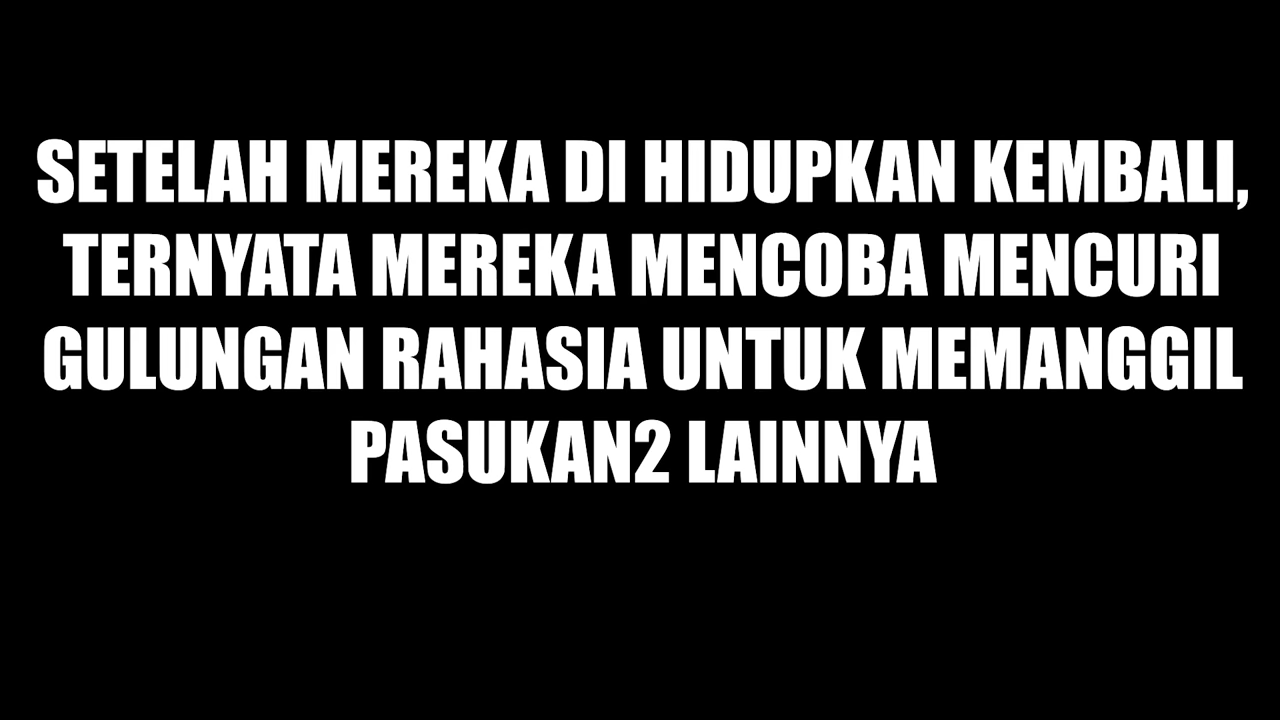 SETELAH MEREKA DI HIDUPKAN KEMBALI,
TERNYATA MEREKA MENCOBA MENCURI
GULUNGAN RAHASIA UNTUK MEMANGGIL
PASUKAN2 LAINNYA